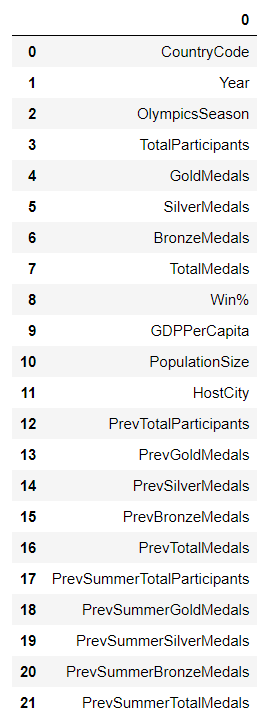 0
0 CountryCode
1 Year
2 OlympicsSeason
3 TotalParticipants
4 GoldMedals
5 SilverMedals
6 BronzeMedals
7 TotalMedals
8 Win%
9 GDPPerCapita
10 PopulationSize
11 HostCity
12 PrevTotalParticipants
13 PrevGoldMedals
14 PrevSilverMedals
15 PrevBronzeMedals
16 PrevTotalMedals
17 PrevSummerTotalParticipants
18 PrevSummerGoldMedals
19 PrevSummerSilverMedals
20 PrevSummerBronzeMedals
21 PrevSummerTotalMedals